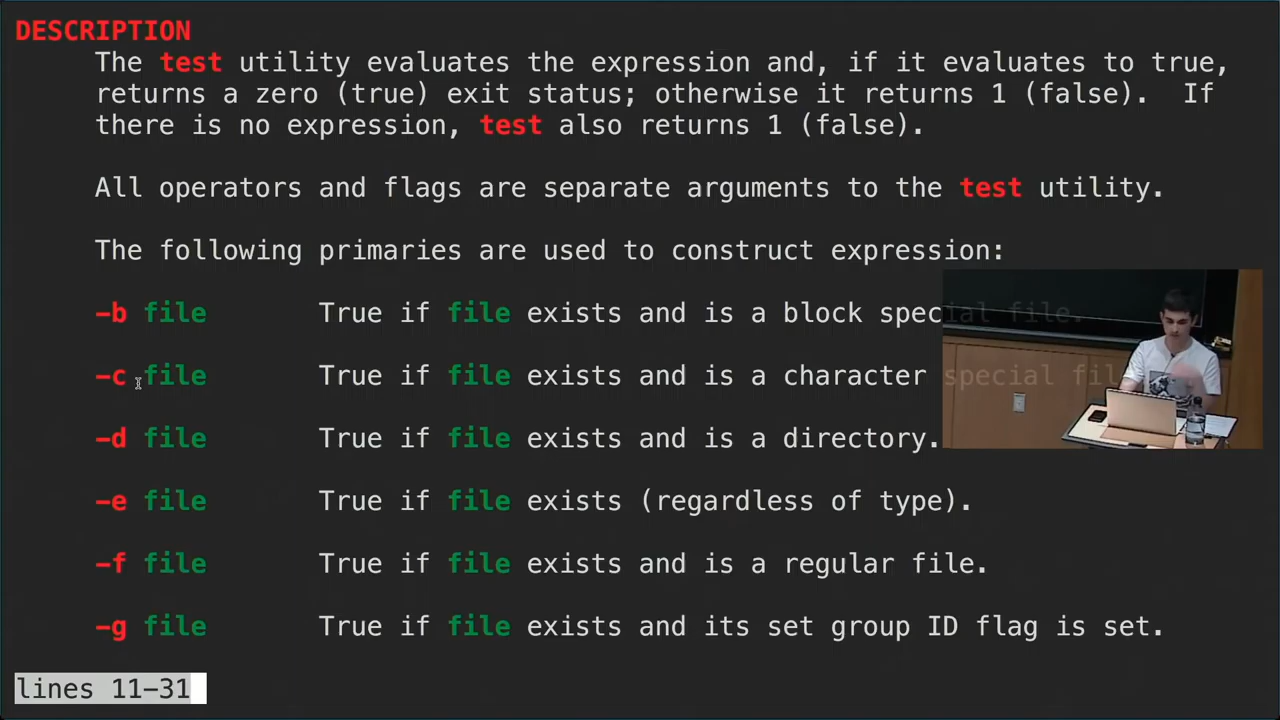 DESCRIPTION
The test utility evaluates the expression and, if it evaluates to true,
returns a zero (true) exit status; otherwise it returns 1 (false).  If
there is no expression, test also returns 1 (false).
All operators and flags are separate arguments to the test utility.
The following primaries are used to construct expression:
-b file       True if file exists and is a block special file.
-c file       True if file exists and is a character special fil
-d file       True if file exists and is a directory.
-e file       True if file exists (regardless of type).
-f file       True if file exists and is a regular file.
-g file       True if file exists and its set group ID flag is set.
lines 11-31